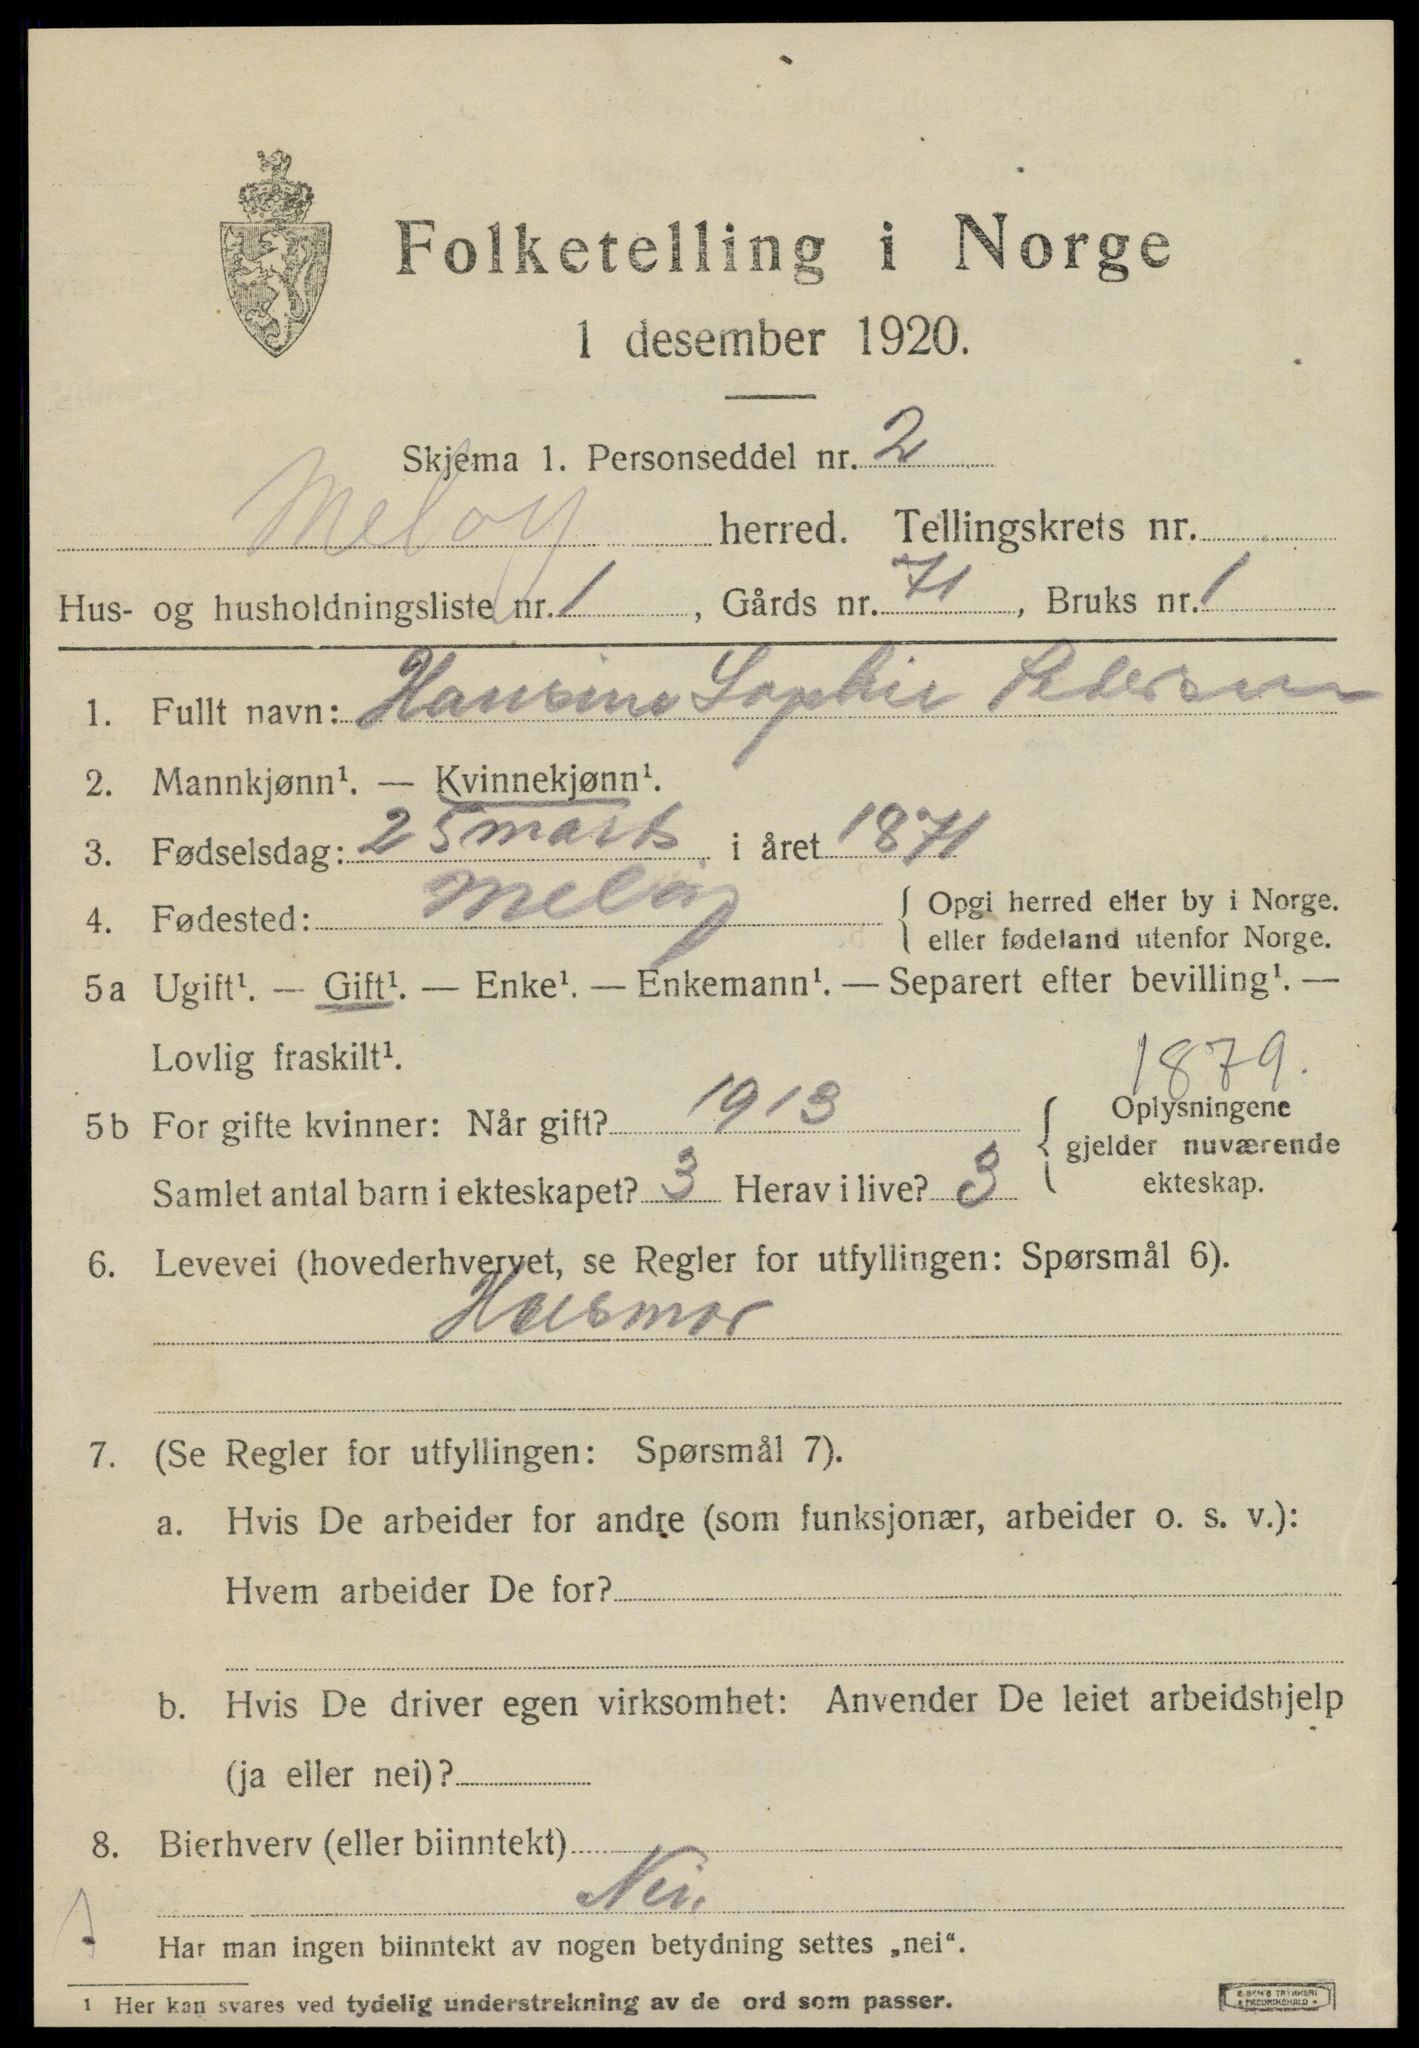 Folketelling i Norge
1 desember 1920.
Skjema 1. Personseddel nr. 2
Meløy herred. Tellingskrets nr.
Hus- og husholdningsliste nr. 1, Gårds nr. 71, Bruks nr. 1
1. Fullt navn: Hansine Sophie Pedersen
2. Mannkjønn¹. — Kvinnekjønn¹.
3. Fødselsdag: 25 marts i året 1871
4. Fødested: Meløy { Opgi herred eller by i Norge.
eller fødeland utenfor Norge.
5a Ugift¹. — Gift¹. — Enke¹. — Enkemann¹. — Separert efter bevilling¹. —
Lovlig fraskilt¹.
1879.
5b For gifte kvinner: Når gift? 1913
Samlet antal barn i ekteskapet? 3 Herav i live? 3
{ Oplysningene
gjelder nuværende
ekteskap.
6. Levevei (hovederhvervet, se Regler for utfyllingen: Spørsmål 6).
Husmor
7. (Se Regler for utfyllingen: Spørsmål 7).
a. Hvis De arbeider for andre (som funksjonær, arbeider o. s. v.):
Hvem arbeider De for?
b. Hvis De driver egen virksomhet: Anvender De leiet arbeidshjelp
(ja eller nei)?
8. Bierhverv (eller biinntekt)
Nei.
Har man ingen biinntekt av nogen betydning settes „nei“.
¹ Her kan svares ved tydelig understrekning av de ord som passer.
E. SEM'S TRYKKERI
• FREDRIKSHALD •